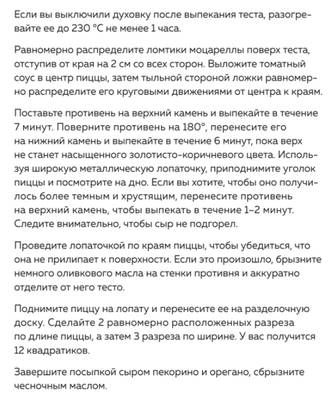 Если вы выключили духовку после выпекания теста, разогре-
вайте ее до 230 °C не менее 1 часа.
Равномерно распределите ломтики моцареллы поверх теста,
отступив от края на 2 см со всех сторон. Выложите томатный
соус в центр пиццы, затем тыльной стороной ложки равномер-
но распределите его круговыми движениями от центра к краям.
Поставьте противень на верхний камень и выпекайте в течение
7 минут. Поверните противень на 180°, перенесите его
на нижний камень и выпекайте в течение 6 минут, пока верх
не станет насыщенного золотисто-коричневого цвета. Исполь-
зуя широкую металлическую лопаточку, приподнимите уголок
пиццы и посмотрите на дно. Если вы хотите, чтобы оно получи-
лось более темным и хрустящим, перенесите противень
на верхний камень, чтобы выпекать в течение 1–2 минут.
Следите внимательно, чтобы сыр не подгорел.
Проведите лопаточкой по краям пиццы, чтобы убедиться, что
она не прилипает к поверхности. Если это произошло, брызните
немного оливкового масла на стенки противня и аккуратно
отделите от него тесто.
Поднимите пиццу на лопату и перенесите ее на разделочную
доску. Сделайте 2 равномерно расположенных разреза
по длине пиццы, а затем 3 разреза по ширине. У вас получится
12 квадратиков.
Завершите посыпкой сыром пекорино и орегано, сбрызните
чесночным маслом.